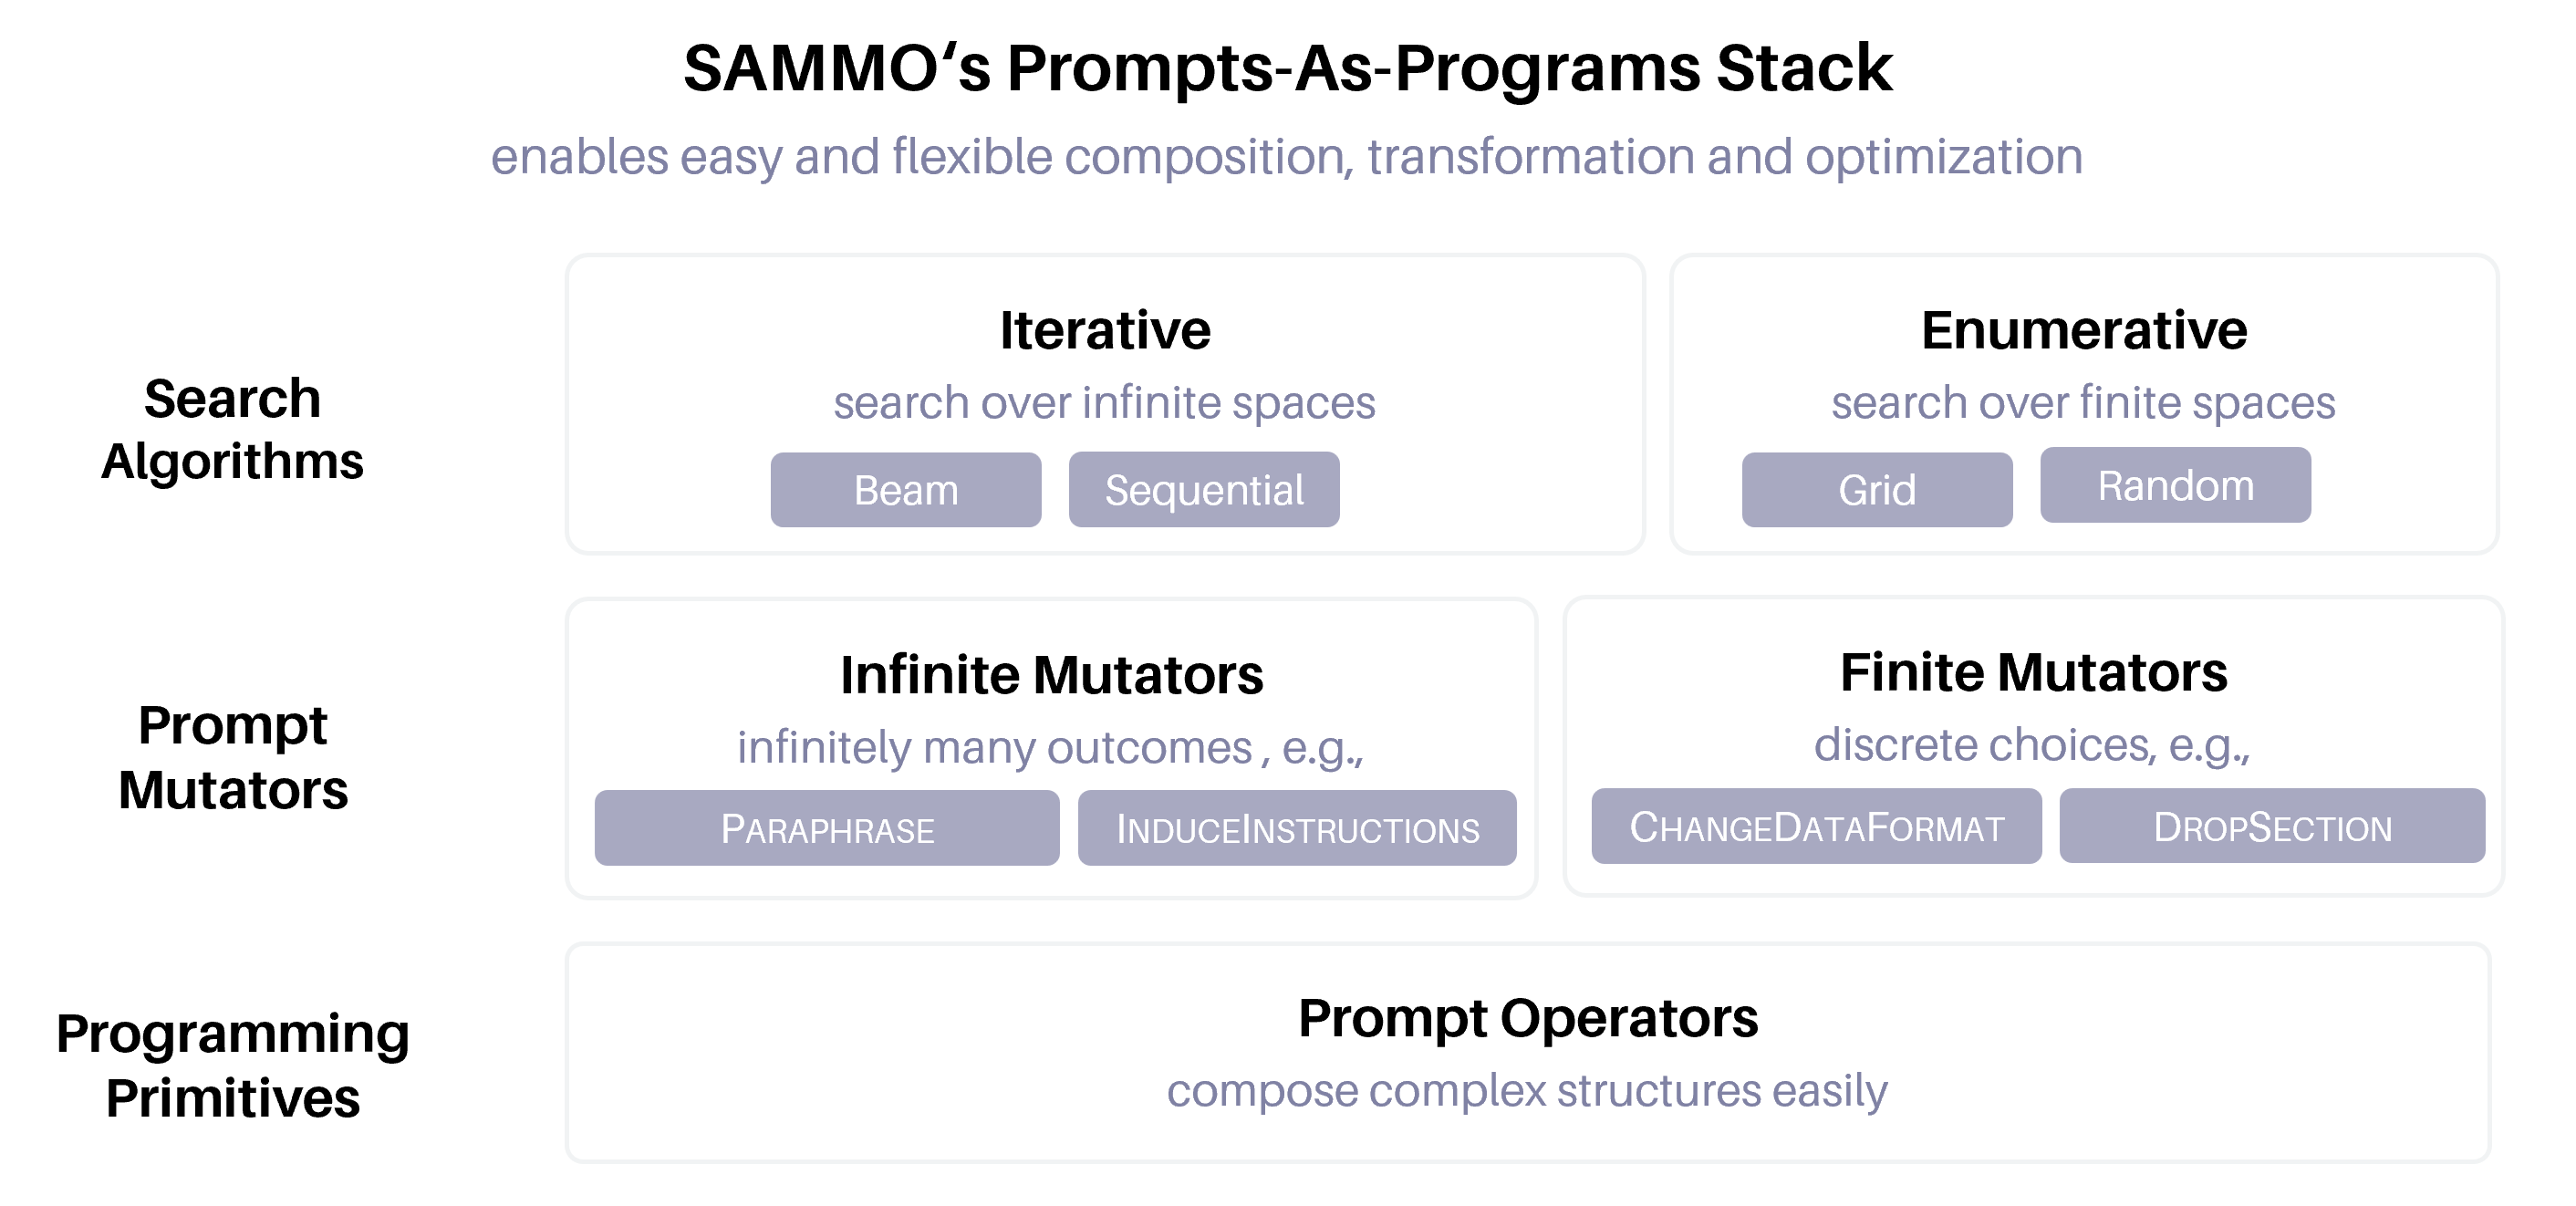 SAMMO‘s Prompts-As-Programs Stack
enables easy and flexible composition, transformation and optimization
Search
Algorithms
Iterative
search over infinite spaces
Beam
Sequential
Enumerative
search over finite spaces
Grid
Random
Prompt
Mutators
Infinite Mutators
infinitely many outcomes , e.g.,
PARAPHRASE
INDUCEINSTRUCTIONS
Finite Mutators
discrete choices, e.g.,
CHANGEDATAFORMAT
DROPSECTION
Programming
Primitives
Prompt Operators
compose complex structures easily